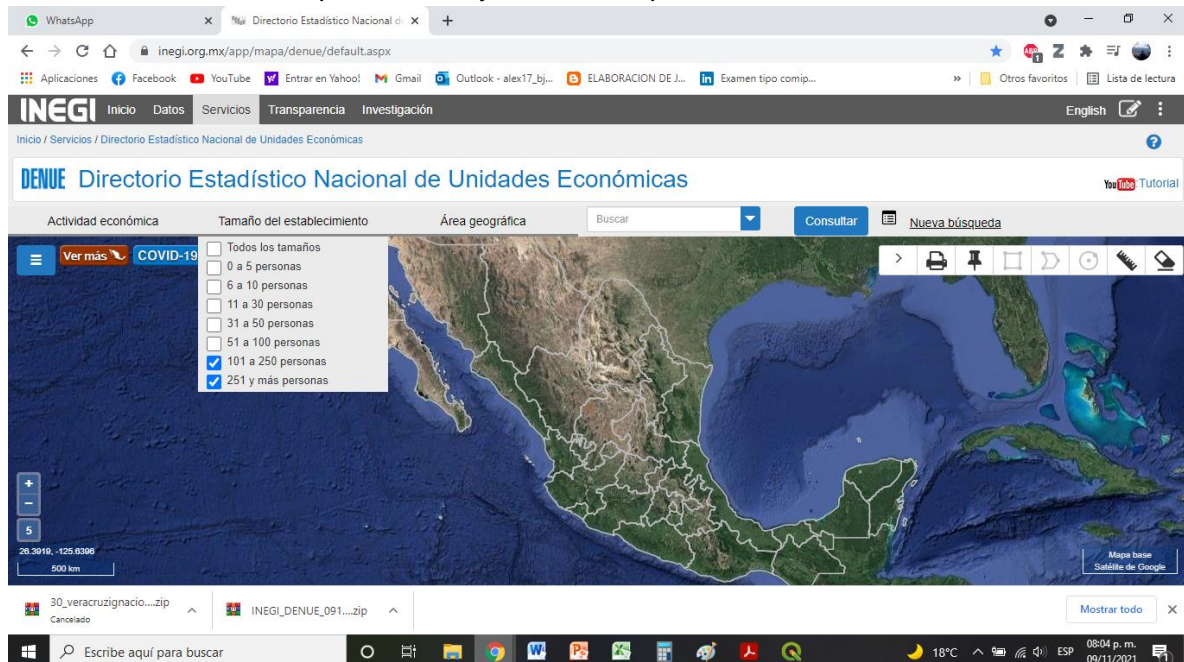 WhatsApp
Directorio Estadístico Nacional d
inegi.org.mx/app/mapa/denue/default.aspx
ABP
1
Z
Aplicaciones Facebook YouTube Entrar en Yahoo! Gmail Outlook - alex17_bj... ELABORACION DE J... Examen tipo comip... » Otros favoritos Lista de lectura
INEGI Inicio Datos Servicios Transparencia Investigación English
Inicio / Servicios / Directorio Estadístico Nacional de Unidades Económicas
DENUE Directorio Estadístico Nacional de Unidades Económicas
YouTube: Tutorial
Actividad económica Tamaño del establecimiento Área geográfica Buscar Consultar Nueva búsqueda
Ver más COVID-19
Todos los tamaños
0 a 5 personas
6 a 10 personas
11 a 30 personas
31 a 50 personas
51 a 100 personas
101 a 250 personas
251 y más personas
+
−
5
26.3919, -125.6396
500 km
Mapa base
Satélite de Google
30_veracruzignacio....zip
Cancelado
INEGI_DENUE_091....zip
Mostrar todo
Escribe aquí para buscar
18°C ESP
08:04 p. m.
09/11/2021
1